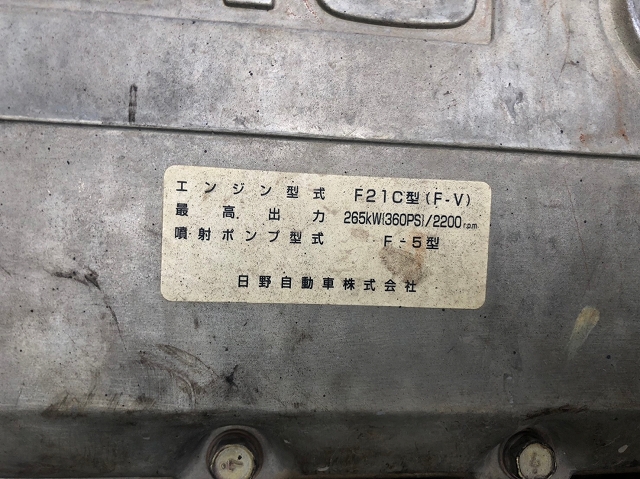 エンジン型式 F21C型(F-V)
最高出力 265kW{360PS}/2200rpm
噴射ポンプ型式 F-5型
日野自動車株式会社